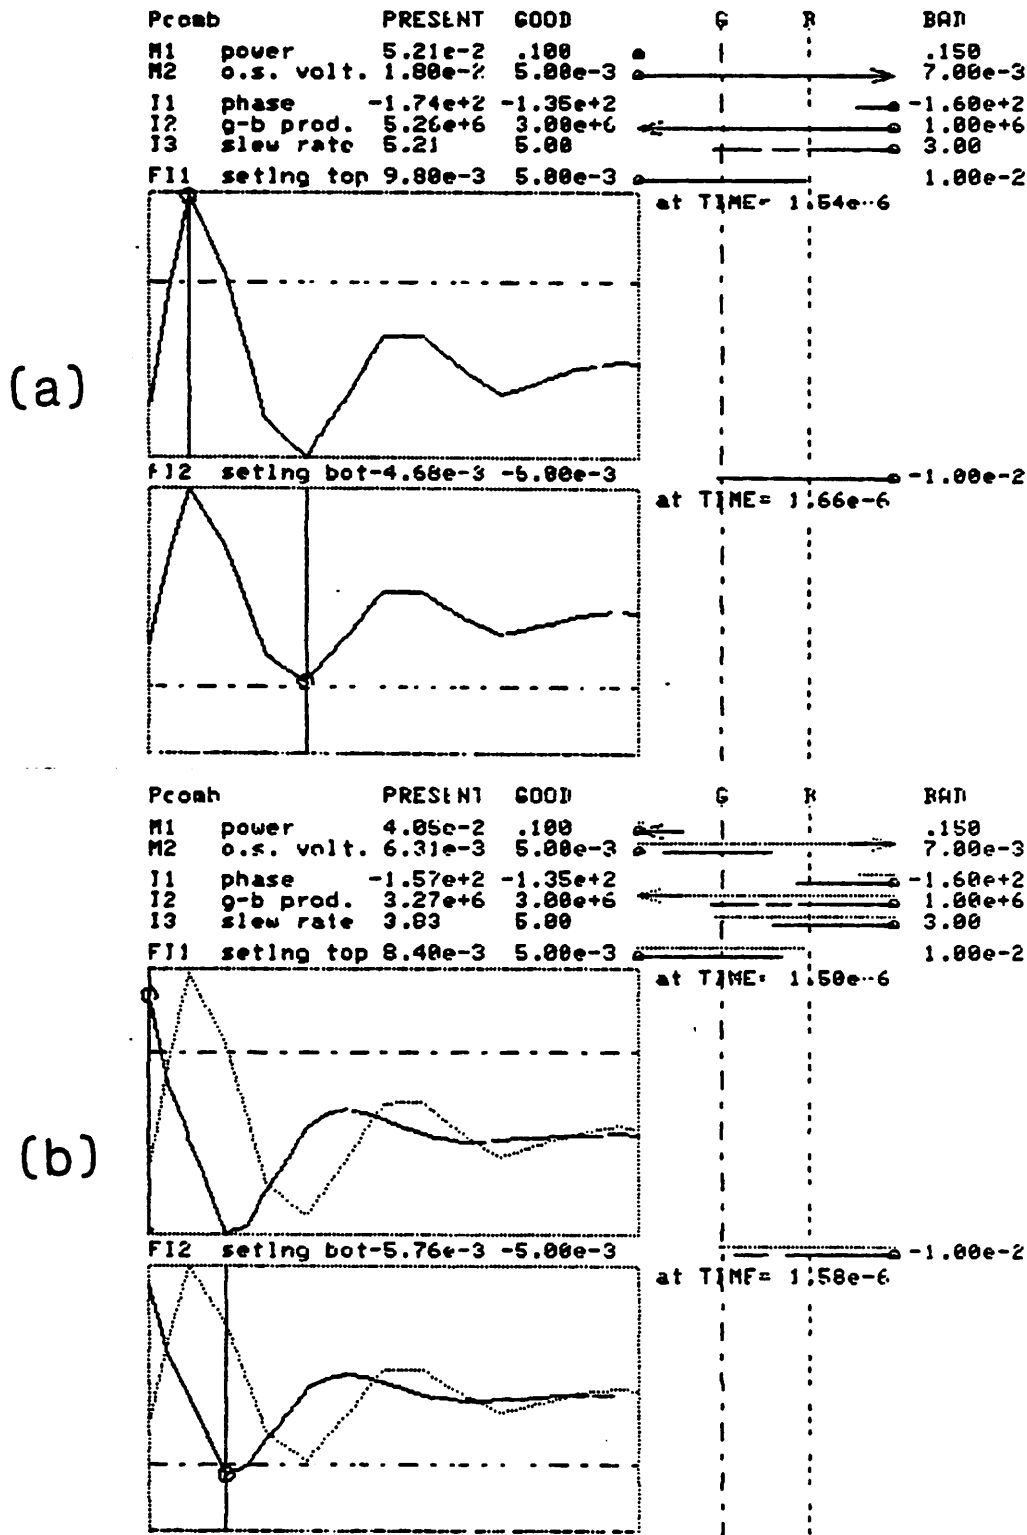 Pcomb PRESENT GOOD G R BAD
M1 power 5.21e-2 .100 .150
M2 o.s. volt. 1.80e-2 5.00e-3 7.00e-3
I1 phase -1.74e+2 -1.35e+2 -1.60e+2
I2 g-b prod. 5.26e+6 3.00e+6 1.00e+6
I3 slew rate 5.21 5.00 3.00
FI1 setlng top 9.80e-3 5.00e-3 1.00e-2
at TIME= 1.54e-6
(a)
FI2 setlng bot-4.68e-3 -5.00e-3 -1.00e-2
at TIME= 1.66e-6
Pcomb PRESENT GOOD G R BAD
M1 power 4.05e-2 .100 .150
M2 o.s. volt. 6.31e-3 5.00e-3 7.00e-3
I1 phase -1.57e+2 -1.35e+2 -1.60e+2
I2 g-b prod. 3.27e+6 3.00e+6 1.00e+6
I3 slew rate 3.83 5.00 3.00
FI1 setlng top 8.40e-3 5.00e-3 1.00e-2
at TIME= 1.50e-6
(b)
FI2 setlng bot-5.76e-3 -5.00e-3 -1.00e-2
at TIME= 1.58e-6